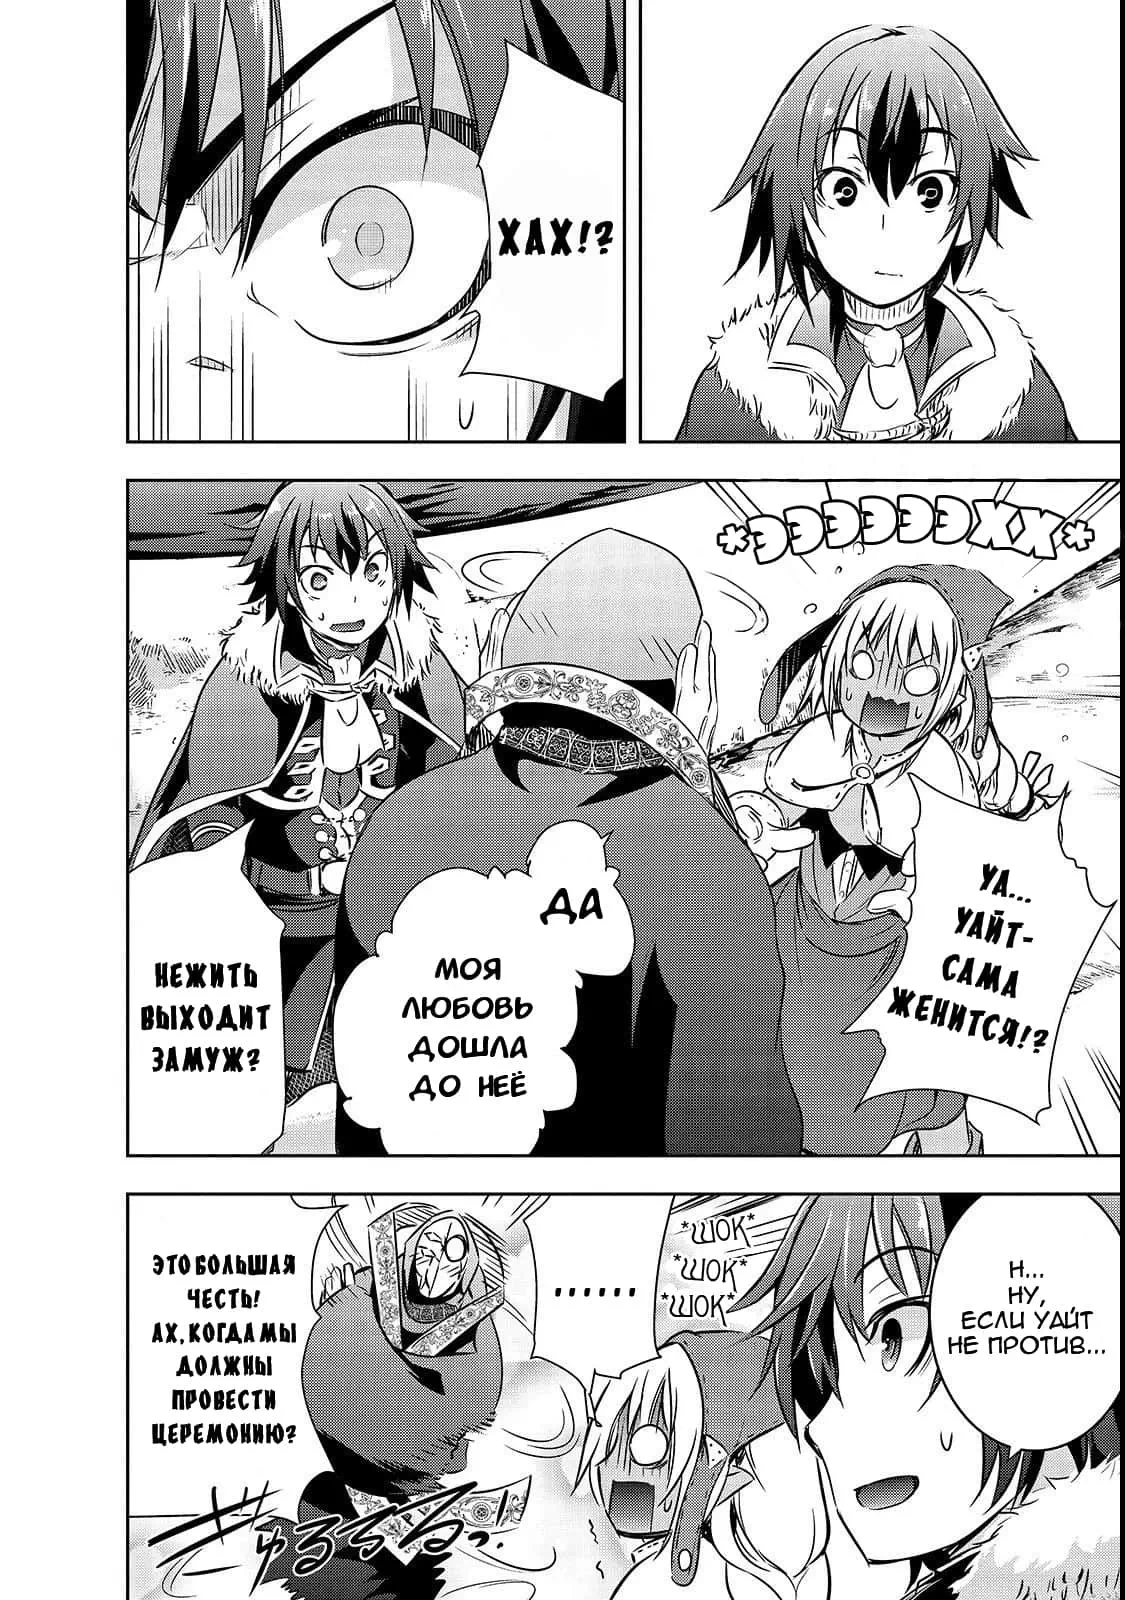 ХАХ!?
*ЭЭЭЭЭЭЭХХ*
УА...
УАЙТ-
САМА
ЖЕНИТСЯ!?
ДА
МОЯ
ЛЮБОВЬ
ДОШЛА
ДО НЕЁ
НЕЖИТЬ
ВЫХОДИТ
ЗАМУЖ?
Н...
НУ,
ЕСЛИ УАЙТ
НЕ ПРОТИВ...
*ШОК*
*ШОК*
*ШОК*
......
ЭТО БОЛЬШАЯ
ЧЕСТЬ!
АХ, КОГДА МЫ
ДОЛЖНЫ
ПРОВЕСТИ
ЦЕРЕМОНИЮ?